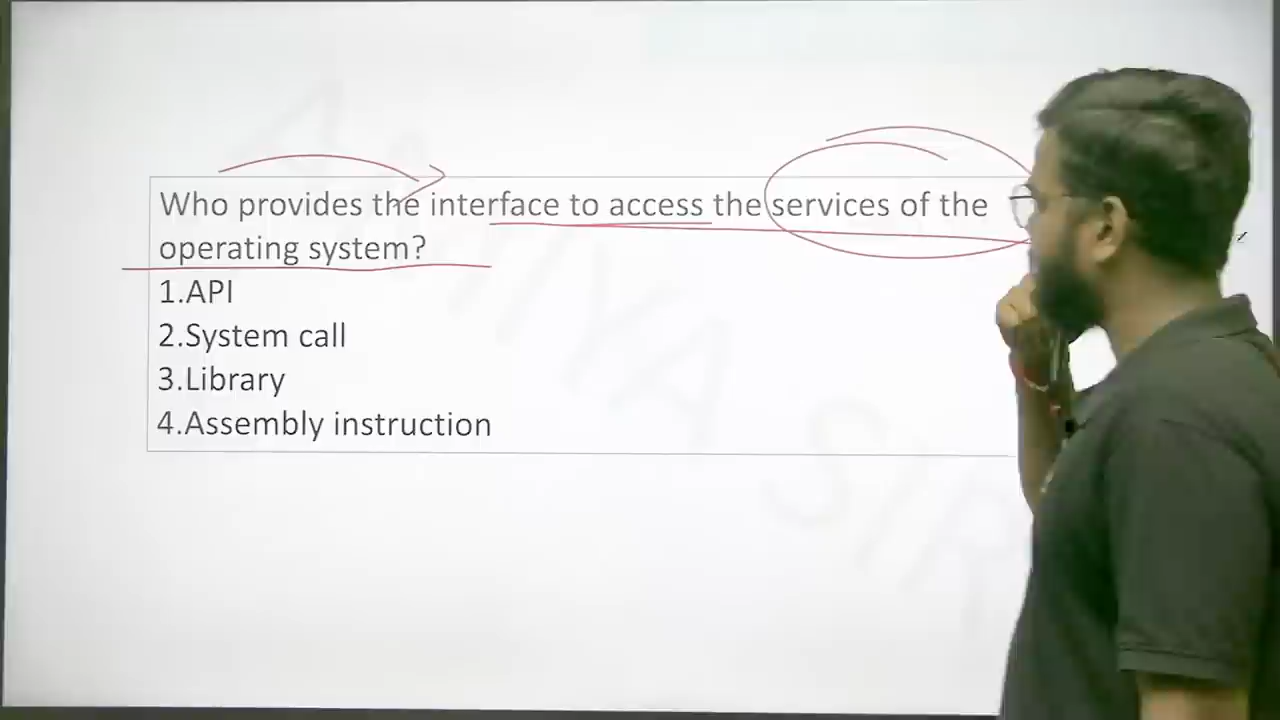 Who provides the interface to access the services of the
operating system?
1.API
2.System call
3.Library
4.Assembly instruction